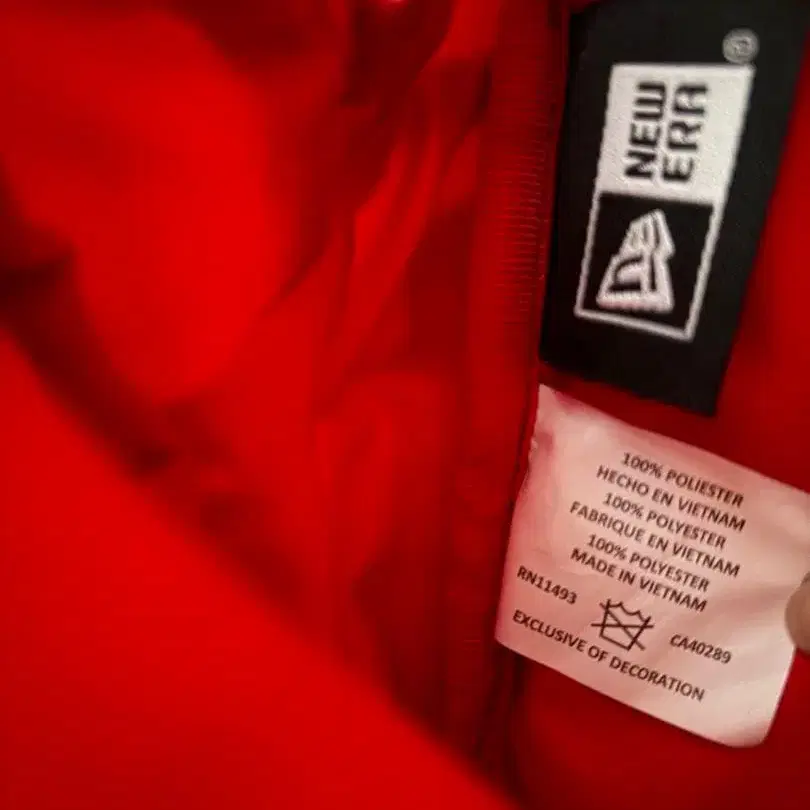 ®
NEW
ERA
100% POLIESTER
HECHO EN VIETNAM
100% POLYESTER
FABRIQUE EN VIETNAM
100% POLYESTER
MADE IN VIETNAM
RN11493
CA40289
EXCLUSIVE OF DECORATION